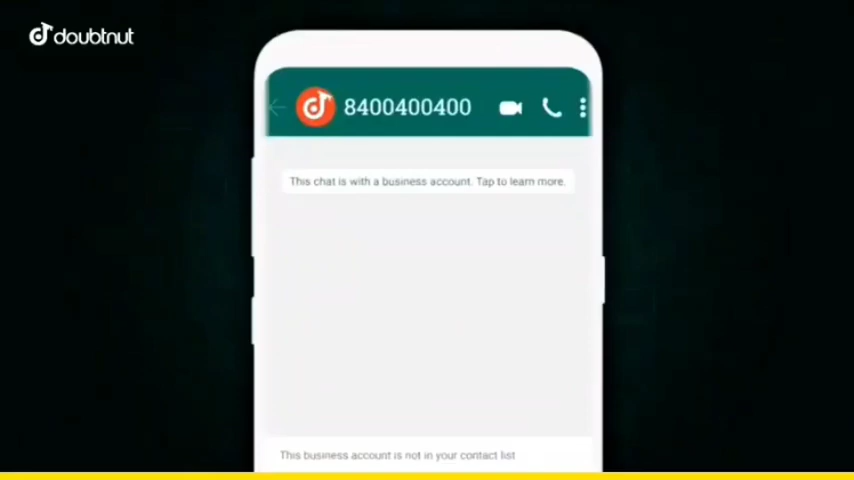 doubtnut
8400400400
This chat is with a business account. Tap to learn more.
This business account is not in your contact list